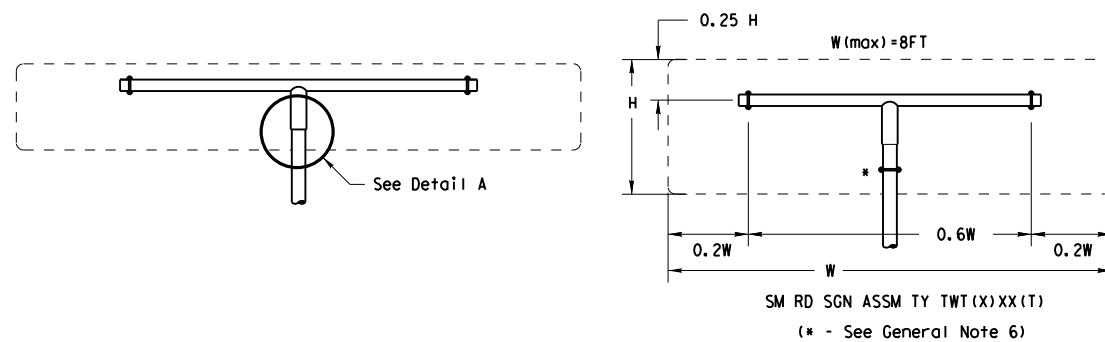 0.25 H
W(max)=8FT
H
See Detail A
*
0.2W
0.6W
0.2W
W
SM RD SGN ASSM TY TWT(X)XX(T)
(* - See General Note 6)